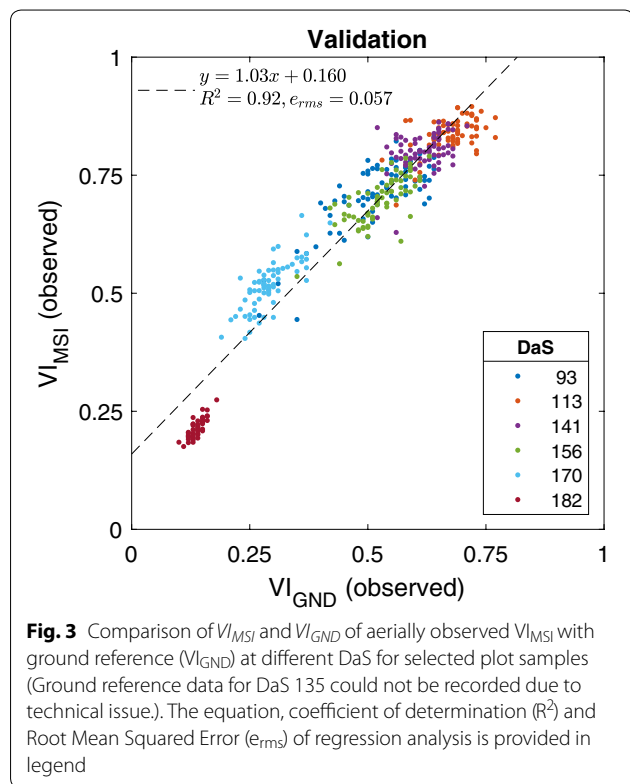 Validation
y = 1.03x + 0.160
R² = 0.92, e_rms = 0.057
1
0.75
0.5
0.25
0
VI_MSI (observed)
DaS
93
113
141
156
170
182
0 0.25 0.5 0.75 1
VI_GND (observed)
Fig. 3 Comparison of VI_MSI and VI_GND of aerially observed VI_MSI with
ground reference (VI_GND) at different DaS for selected plot samples
(Ground reference data for DaS 135 could not be recorded due to
technical issue.). The equation, coefficient of determination (R²) and
Root Mean Squared Error (e_rms) of regression analysis is provided in
legend